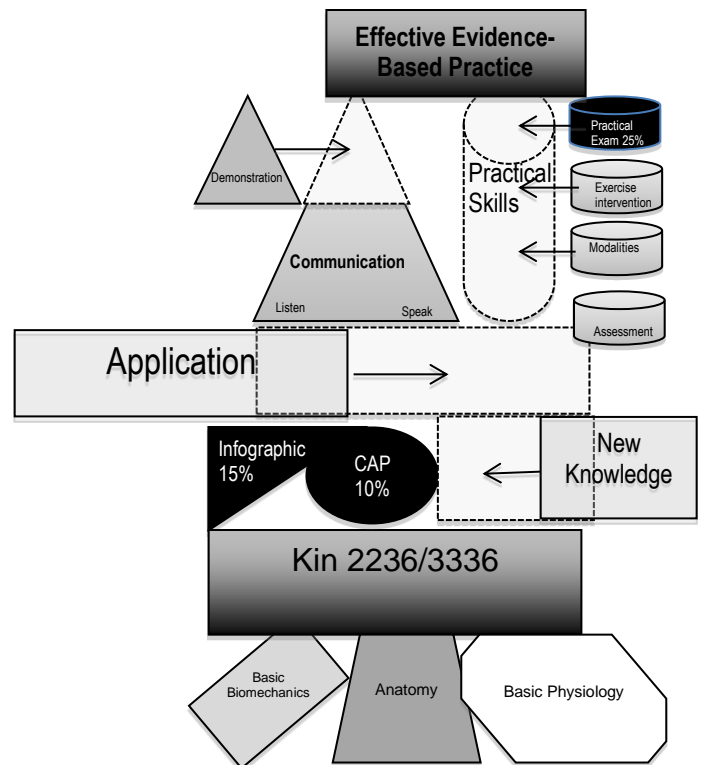 Effective Evidence-
Based Practice
Demonstration
Practical
Exam 25%
Practical
Skills
Exercise
intervention
Modalities
Communication
Listen
Speak
Assessment
Application
Infographic
15%
CAP
10%
New
Knowledge
Kin 2236/3336
Basic
Biomechanics
Anatomy
Basic Physiology